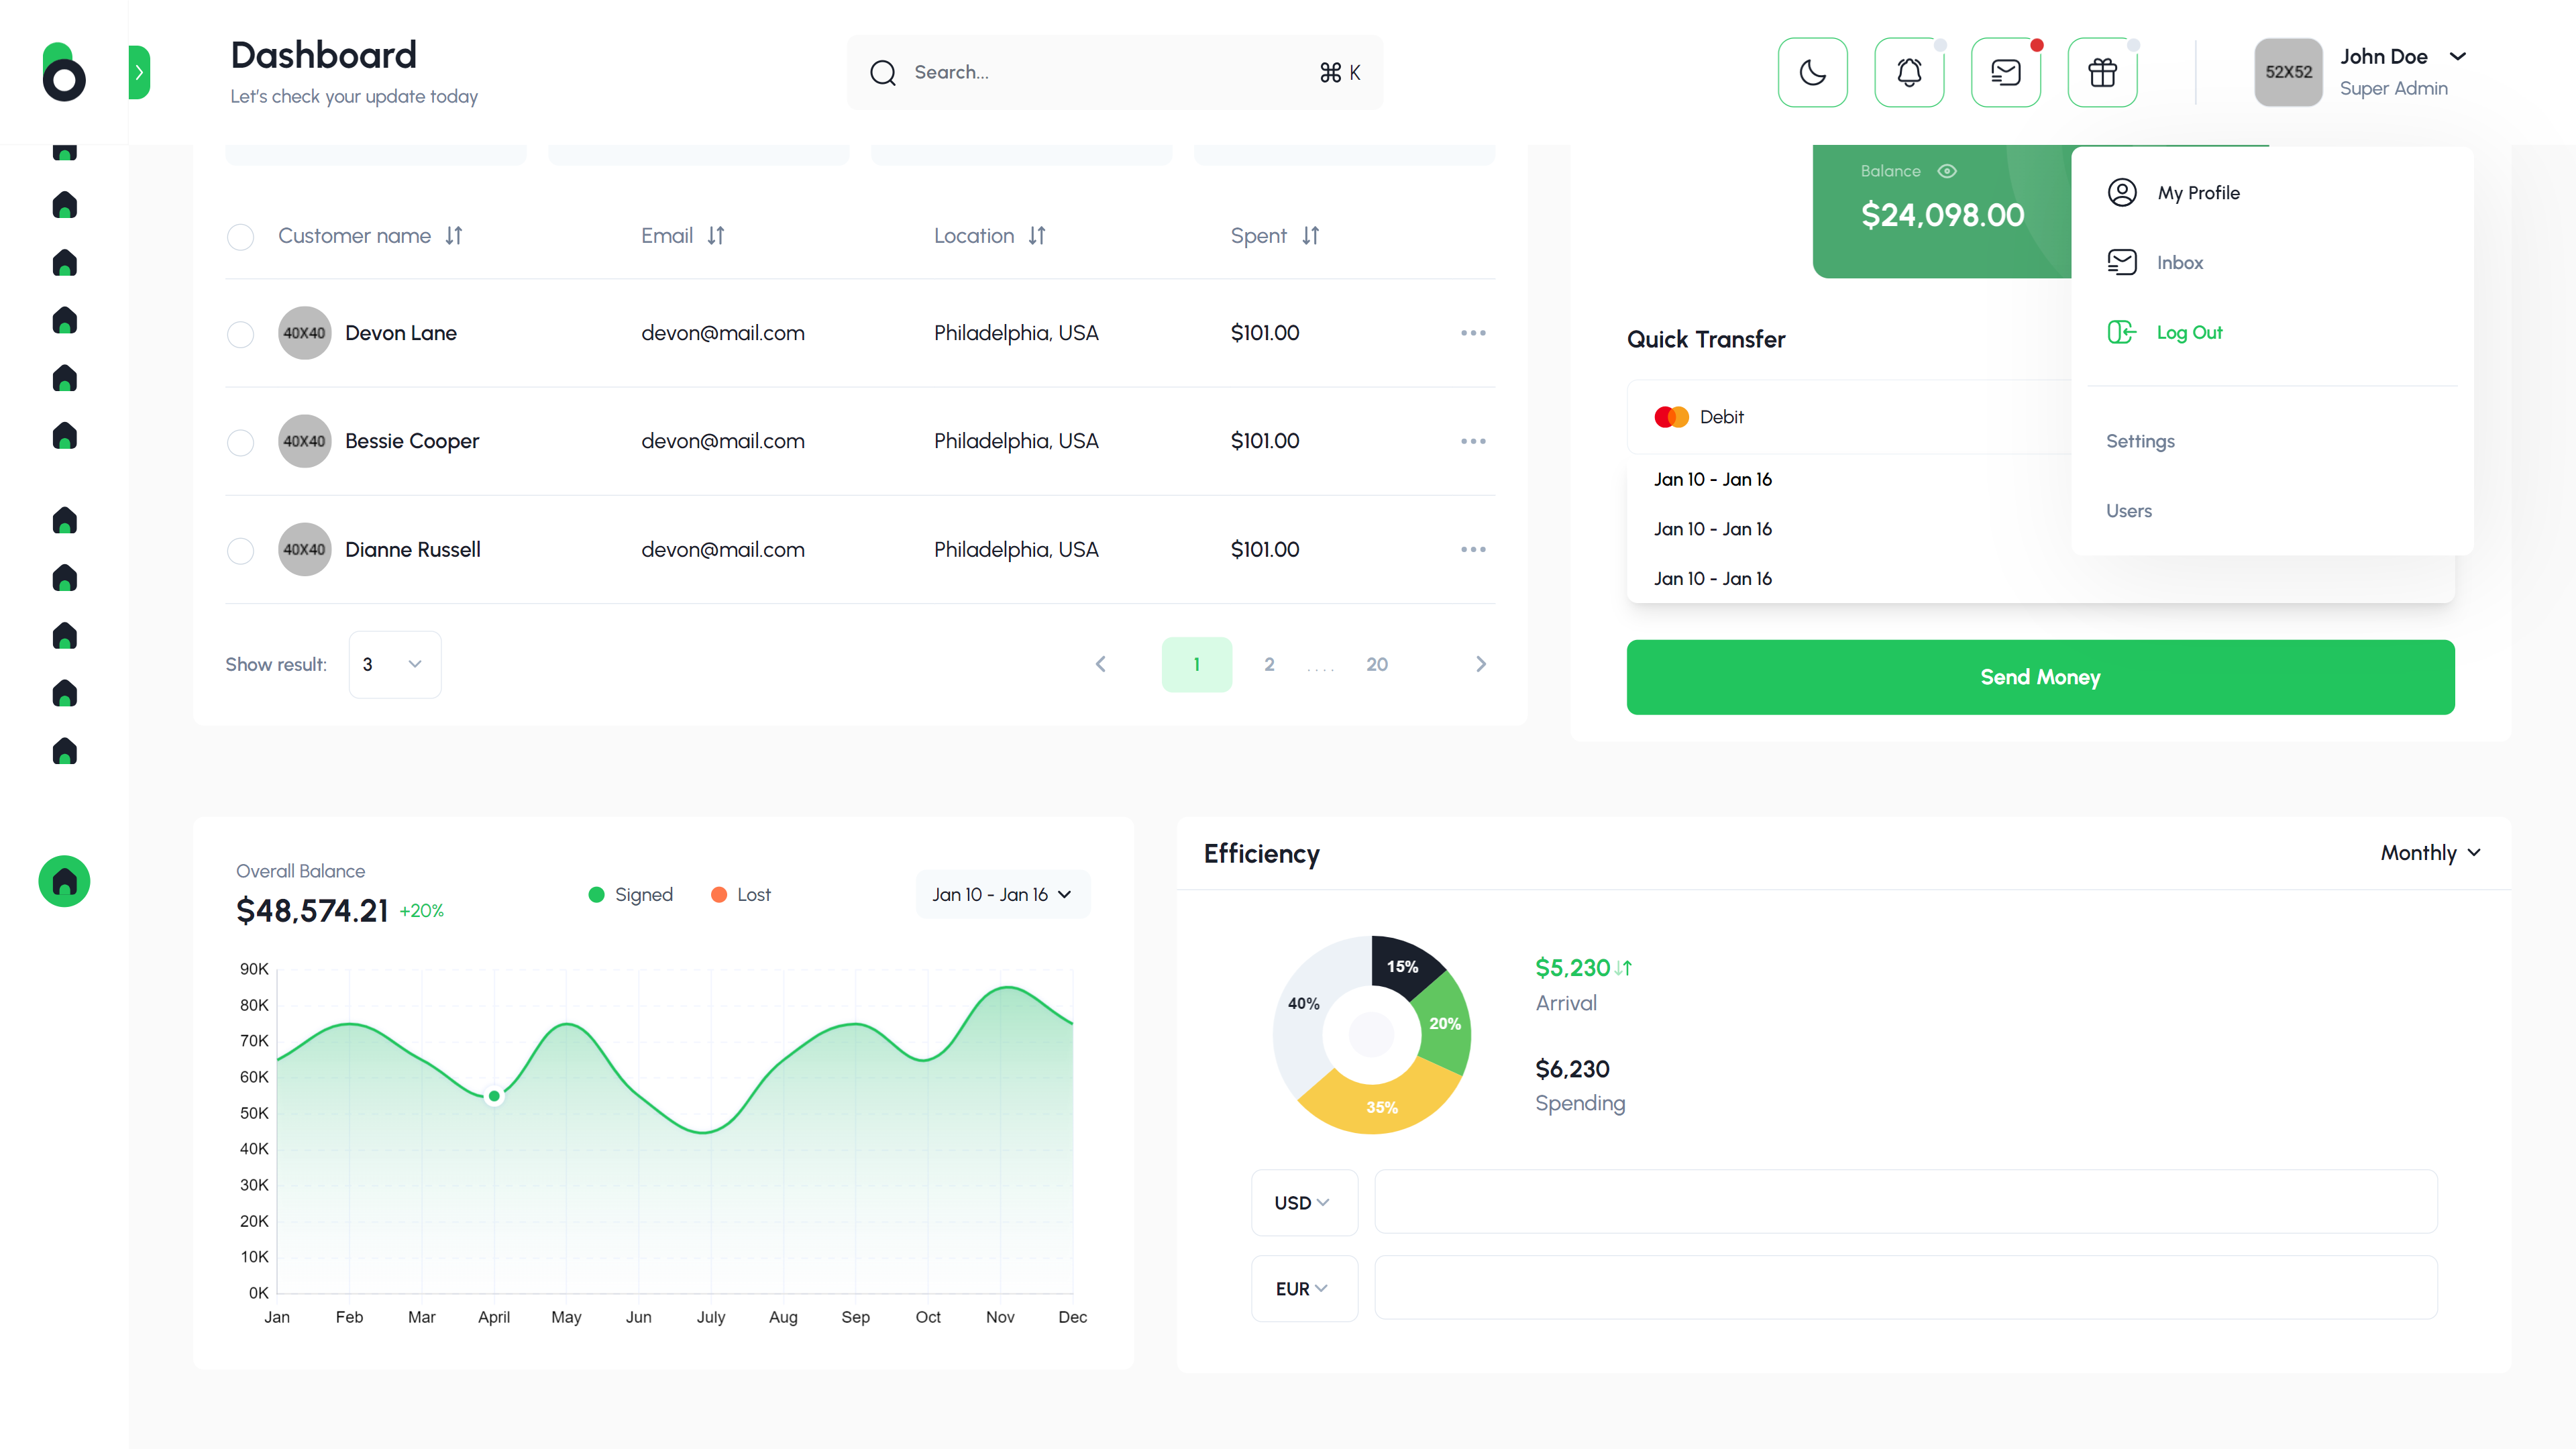 Dashboard
Let's check your update today
Search...
⌘ K
52X52
John Doe
Super Admin
Customer name
Email
Location
Spent
40X40
Devon Lane
devon@mail.com
Philadelphia, USA
$101.00
40X40
Bessie Cooper
devon@mail.com
Philadelphia, USA
$101.00
40X40
Dianne Russell
devon@mail.com
Philadelphia, USA
$101.00
Show result:
3
1
2
....
20
Balance
$24,098.00
Quick Transfer
Debit
Jan 10 - Jan 16
Jan 10 - Jan 16
Jan 10 - Jan 16
Send Money
My Profile
Inbox
Log Out
Settings
Users
Overall Balance
$48,574.21 +20%
Signed
Lost
Jan 10 - Jan 16
90K
80K
70K
60K
50K
40K
30K
20K
10K
0K
Jan Feb Mar April May Jun July Aug Sep Oct Nov Dec
Efficiency
Monthly
15%
20%
35%
40%
$5,230
Arrival
$6,230
Spending
USD
EUR